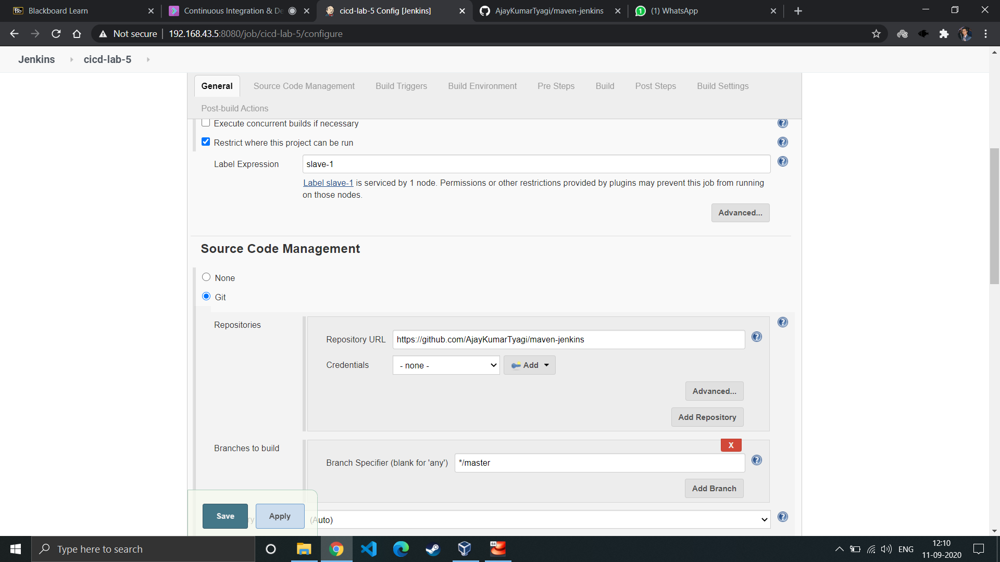 Bb Blackboard Learn
Continuous Integration & De
cicd-lab-5 Config [Jenkins]
AjayKumarTyagi/maven-jenkins
1 (1) WhatsApp
Not secure
192.168.43.5:8080/job/cicd-lab-5/configure
Jenkins
cicd-lab-5
General
Source Code Management
Build Triggers
Build Environment
Pre Steps
Build
Post Steps
Build Settings
Post-build Actions
Execute concurrent builds if necessary
Restrict where this project can be run
Label Expression
slave-1
Label slave-1 is serviced by 1 node. Permissions or other restrictions provided by plugins may prevent this job from running
on those nodes.
Advanced...
Source Code Management
None
Git
Repositories
Repository URL
https://github.com/AjayKumarTyagi/maven-jenkins
Credentials
- none -
Add
Advanced...
Add Repository
Branches to build
X
Branch Specifier (blank for 'any')
*/master
Add Branch
Save
Apply
(Auto)
Type here to search
64
ENG
12:10
11-09-2020